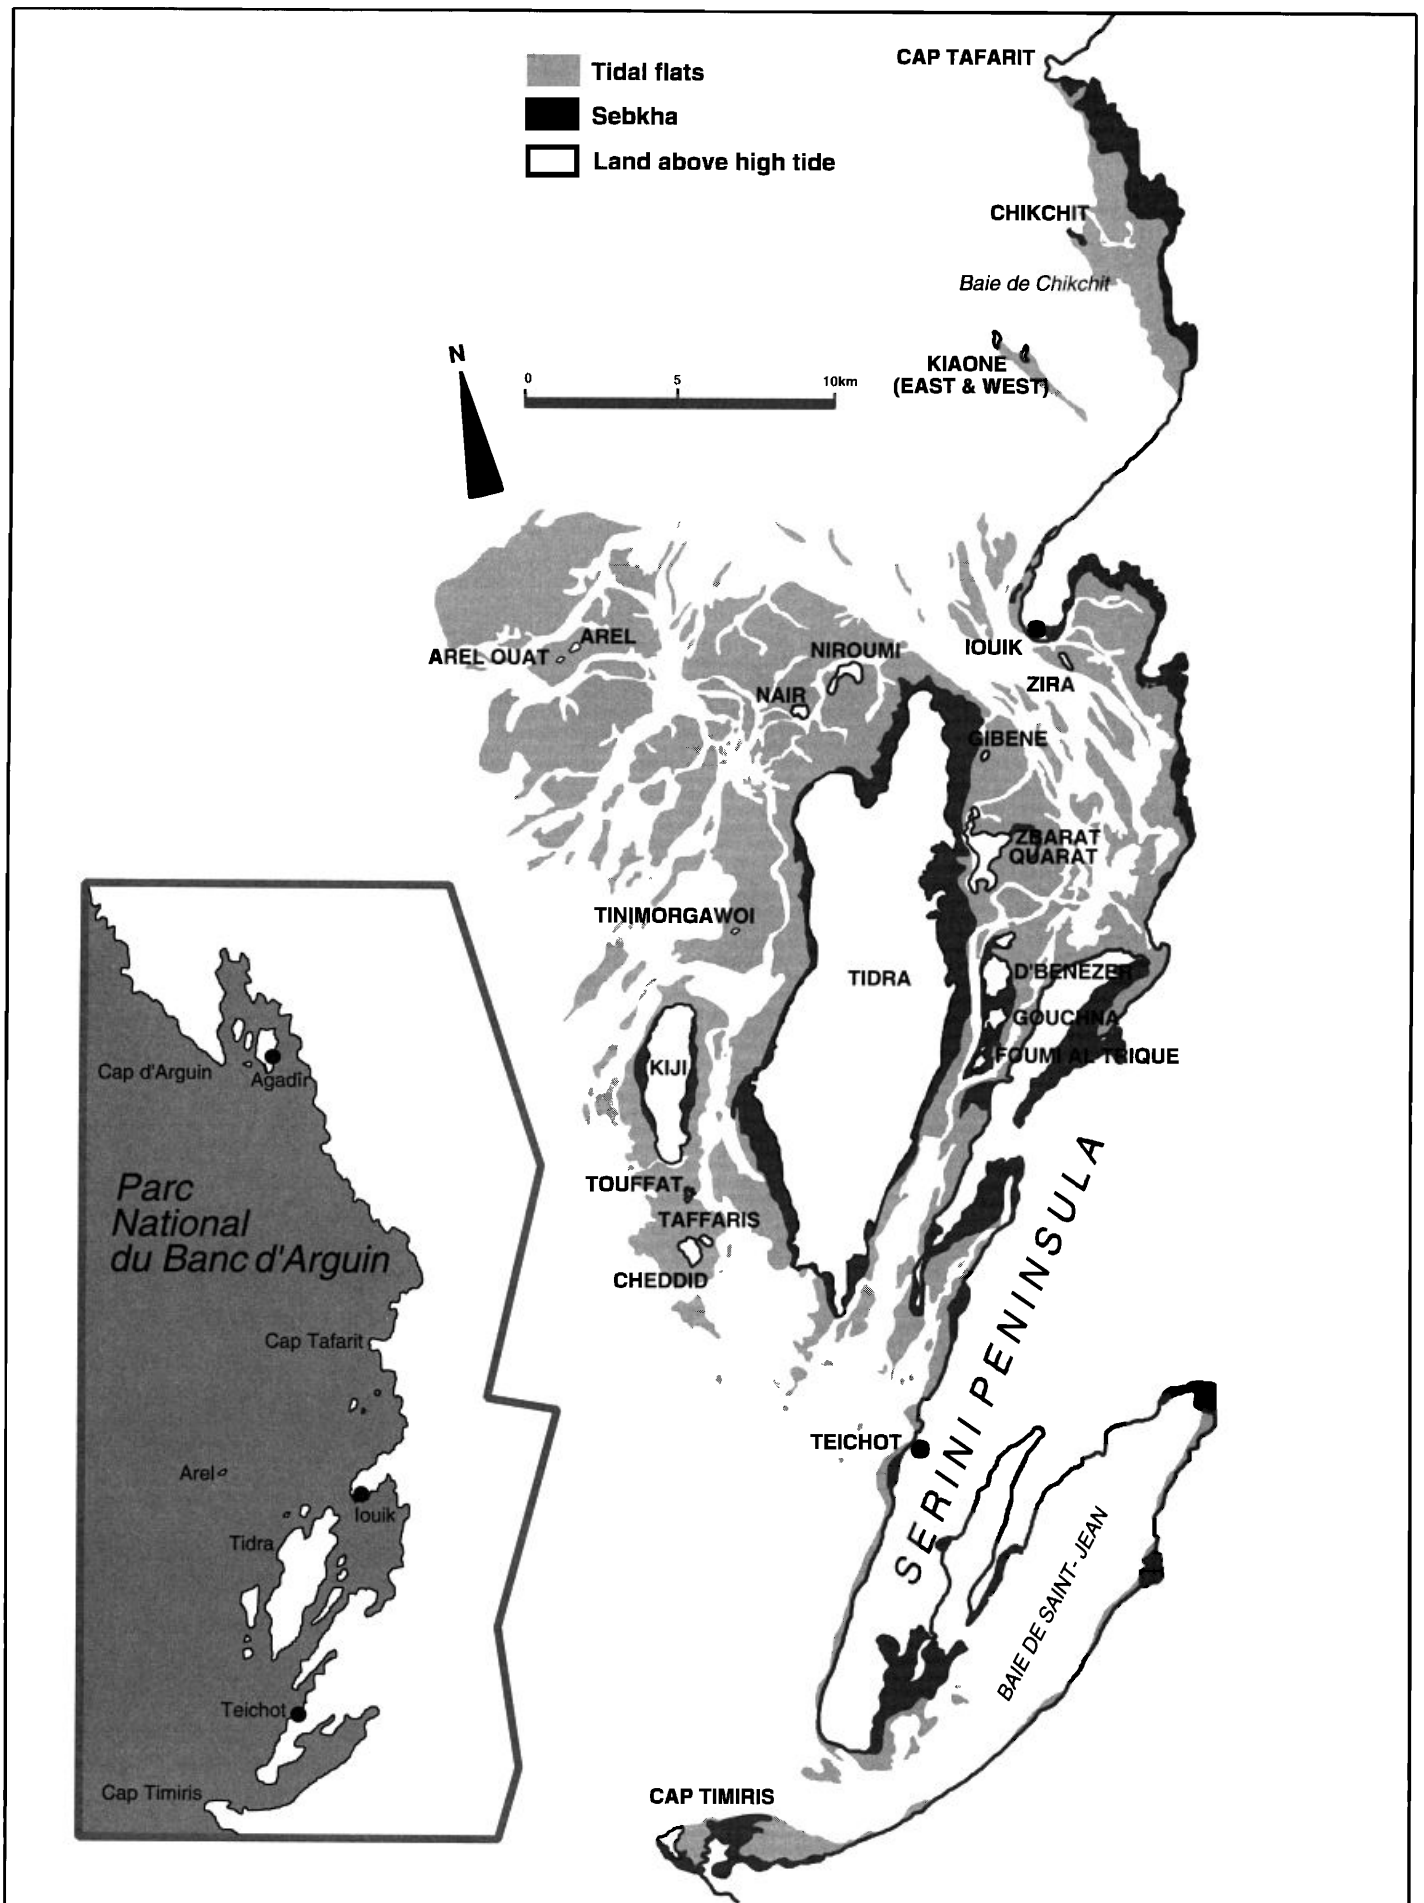 CAP TAFARIT
Tidal flats
Sebkha
Land above high tide
CHIKCHIT
Baie de Chikchit
N
0 5 10km
KIAONE
(EAST & WEST)
AREL
AREL OUAT
NIROUMI
IOUIK
NAIR
ZIRA
GIBENE
ZBARAT
QUARAT
TINIMORGAWOI
TIDRA
D'BENEZER
GOUCHNA
FOUMI AL TRIQUE
KIJI
TOUFFAT
TAFFARIS
CHEDDID
TEICHOT
SERINI PENINSULA
BAIE DE SAINT-JEAN
CAP TIMIRIS
Cap d'Arguin
Agadir
Parc
National
du Banc d'Arguin
Cap Tafarit
Arel
Iouik
Tidra
Teichot
Cap Timiris